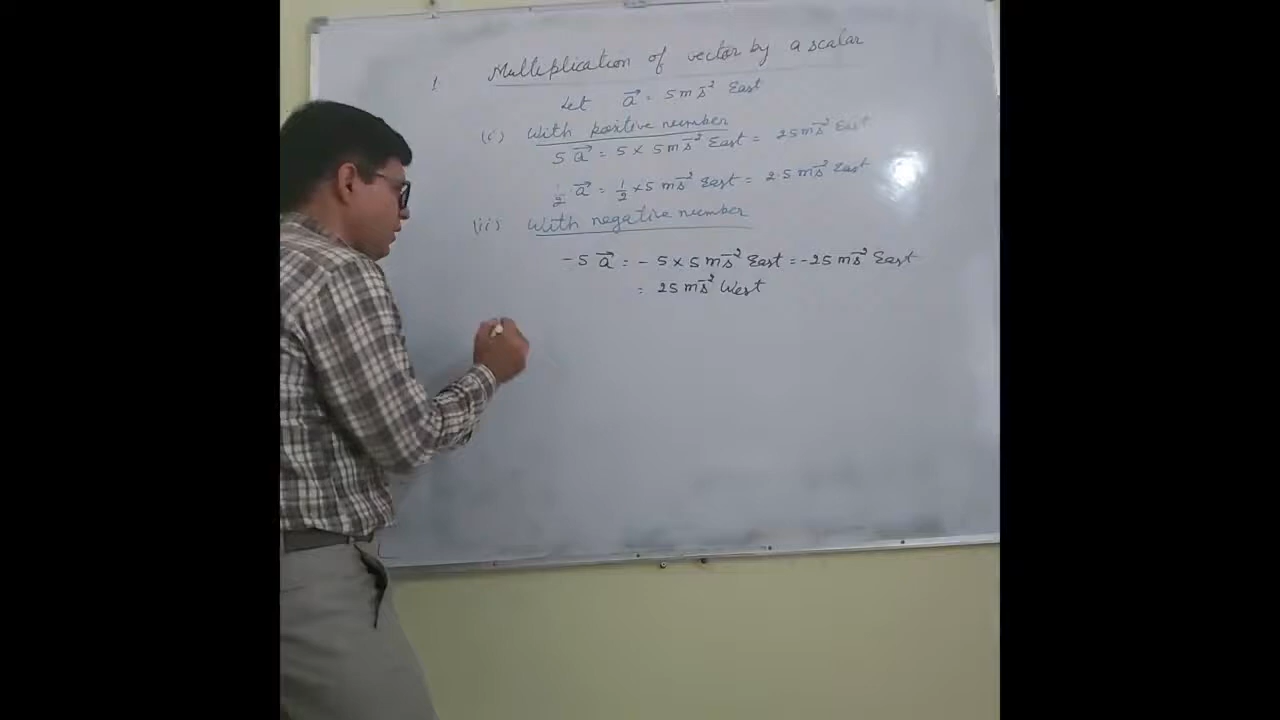 1 Multiplication of vector by a scalar
Let a⃗ = 5 m s⁻² East
(i) With positive number
5 a⃗ = 5 × 5 m s⁻² East = 25 m s⁻² East
1/2 a⃗ = 1/2 × 5 m s⁻² East = 2.5 m s⁻² East
(ii) With negative number
-5 a⃗ = - 5 × 5 m s⁻² East = -25 m s⁻² East
= 25 m s⁻² West